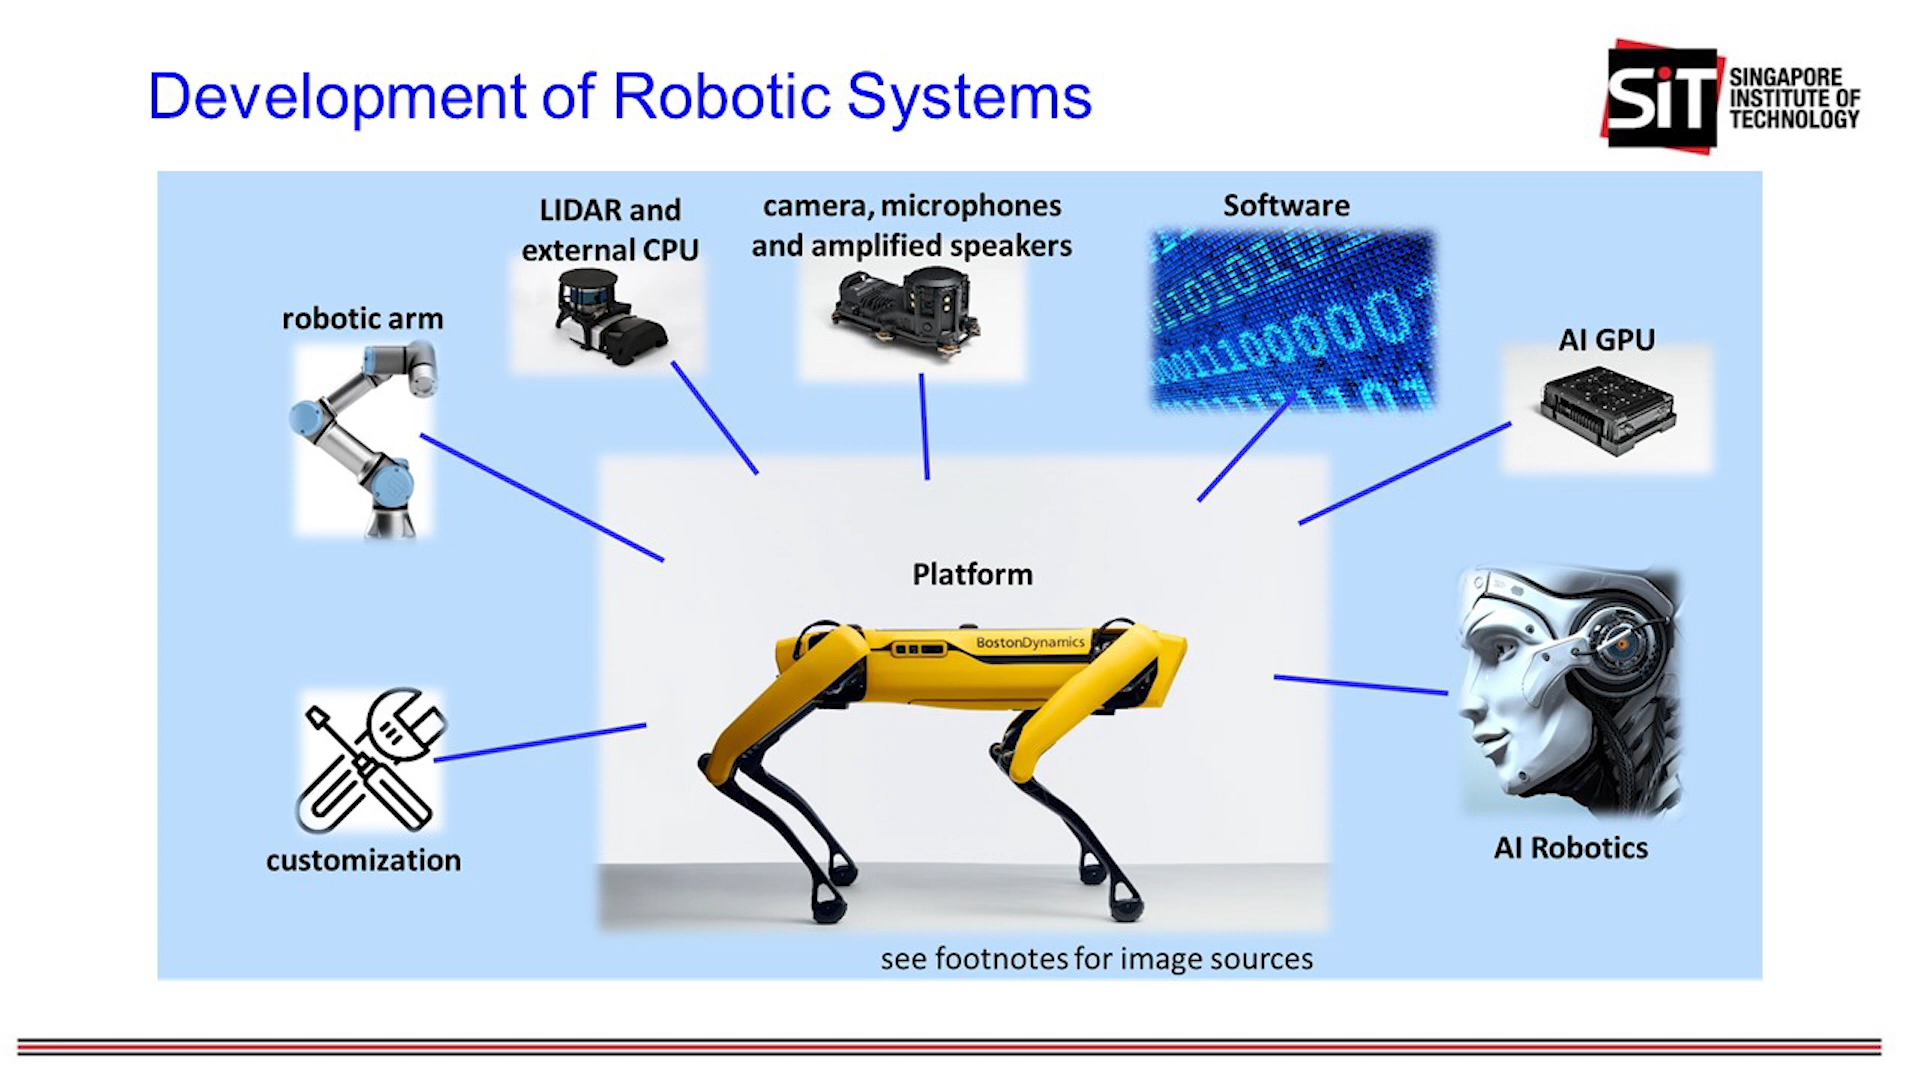 Development of Robotic Systems
SiT
SINGAPORE
INSTITUTE OF
TECHNOLOGY
LIDAR and
external CPU
camera, microphones
and amplified speakers
Software
robotic arm
AI GPU
Platform
BostonDynamics
customization
AI Robotics
see footnotes for image sources